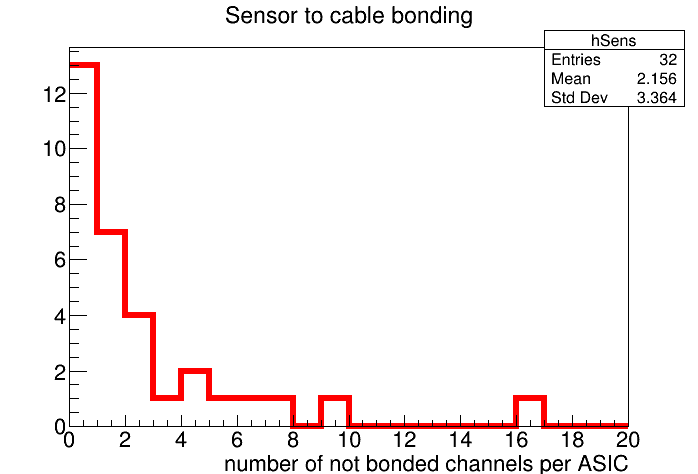 Sensor to cable bonding
hSens
Entries 32
Mean 2.156
Std Dev 3.364
12
10
8
6
4
2
0
0 2 4 6 8 10 12 14 16 18 20
number of not bonded channels per ASIC